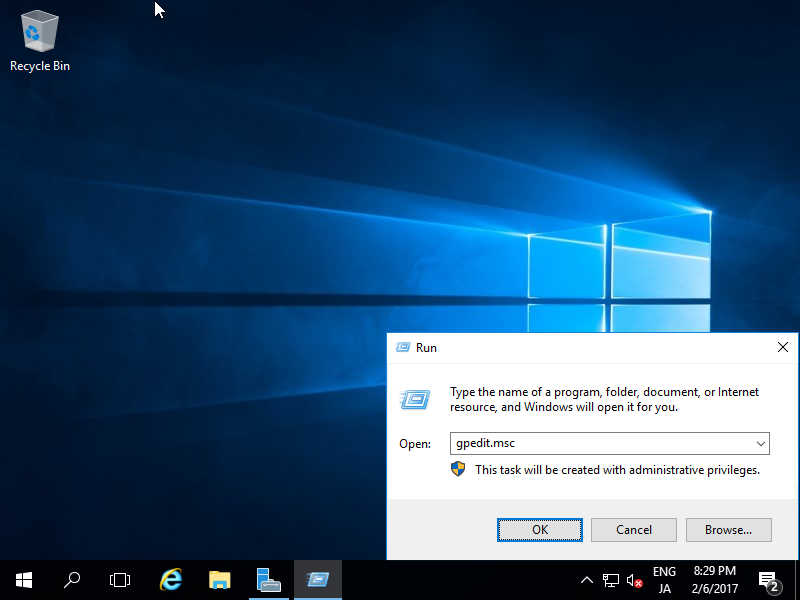 Recycle Bin
Run
Type the name of a program, folder, document, or Internet
resource, and Windows will open it for you.
Open:
gpedit.msc
This task will be created with administrative privileges.
OK
Cancel
Browse...
ENG
JA
8:29 PM
2/6/2017
2